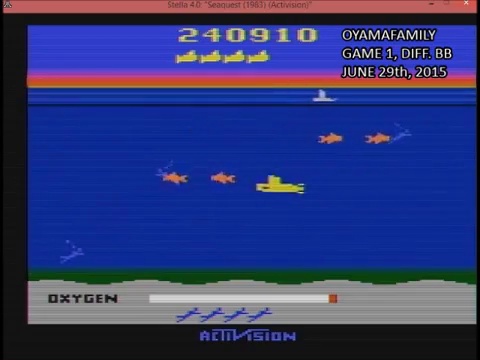 Stella 4.0: "Seaquest (1983) (Activision)"
240910
OYAMAFAMILY
GAME 1, DIFF. BB
JUNE 29th, 2015
OXYGEN
ACTIVISION